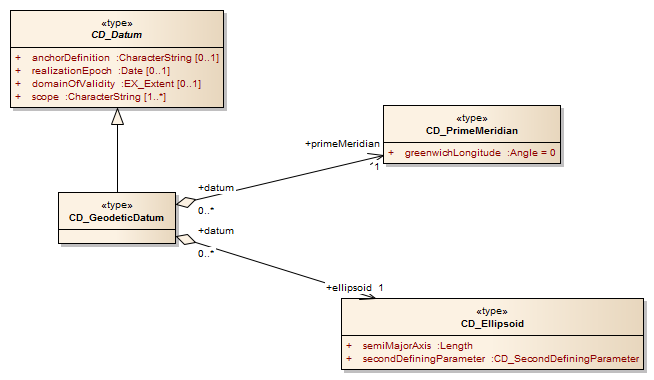 «type»
CD_Datum
+ anchorDefinition :CharacterString [0..1]
+ realizationEpoch :Date [0..1]
+ domainOfValidity :EX_Extent [0..1]
+ scope :CharacterString [1..*]
«type»
CD_PrimeMeridian
+ greenwichLongitude :Angle = 0
+primeMeridian
1
+datum
0..*
«type»
CD_GeodeticDatum
+datum
0..*
+ellipsoid 1
«type»
CD_Ellipsoid
+ semiMajorAxis :Length
+ secondDefiningParameter :CD_SecondDefiningParameter